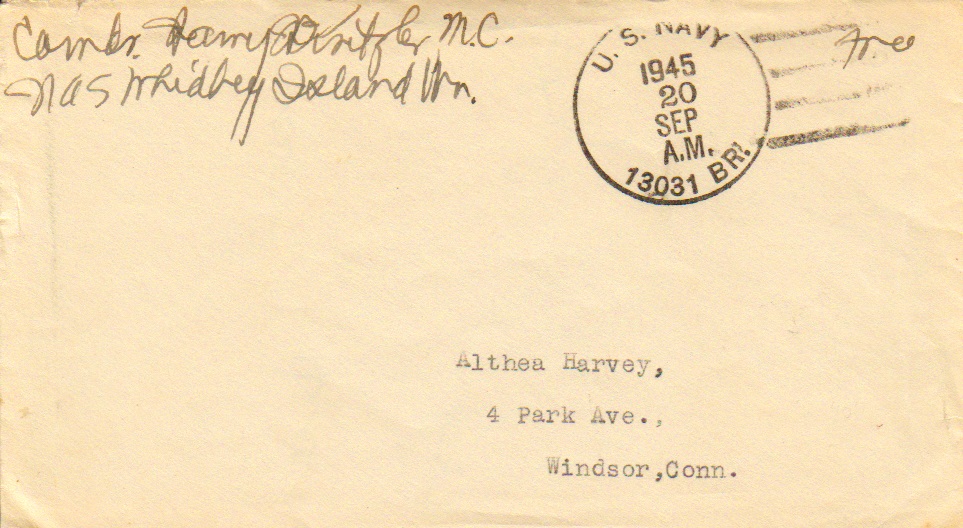 Comdr. Harry M.C.
NAS Whidbey Island Wn.
Free
U. S. NAVY
1945
20
SEP
A.M.
13031 BR.
Althea Harvey,
4 Park Ave.,
Windsor,Conn.